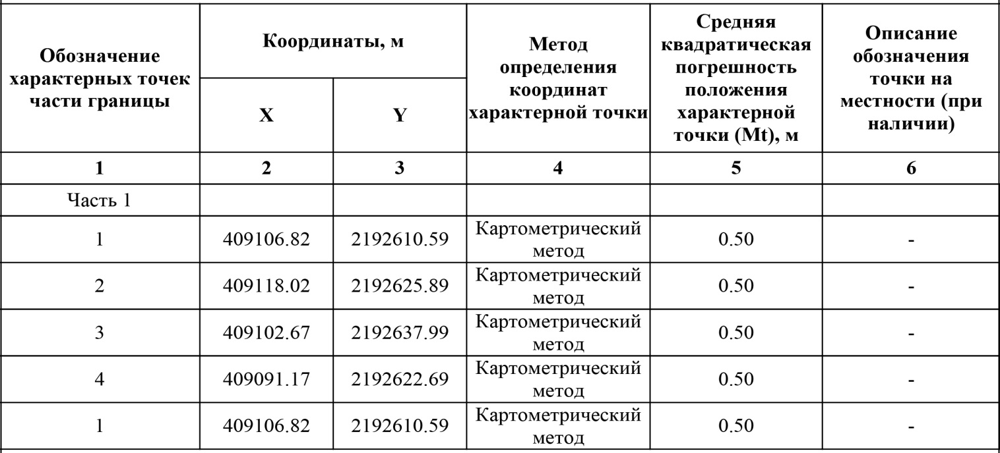 Обозначение
характерных точек
части границы
Координаты, м
X
Y
Метод
определения
координат
характерной точки
Средняя
квадратическая
погрешность
положения
характерной
точки (Mt), м
Описание
обозначения
точки на
местности (при
наличии)
1 2 3 4 5 6
Часть 1
1 409106.82 2192610.59 Картометрический
метод 0.50 -
2 409118.02 2192625.89 Картометрический
метод 0.50 -
3 409102.67 2192637.99 Картометрический
метод 0.50 -
4 409091.17 2192622.69 Картометрический
метод 0.50 -
1 409106.82 2192610.59 Картометрический
метод 0.50 -